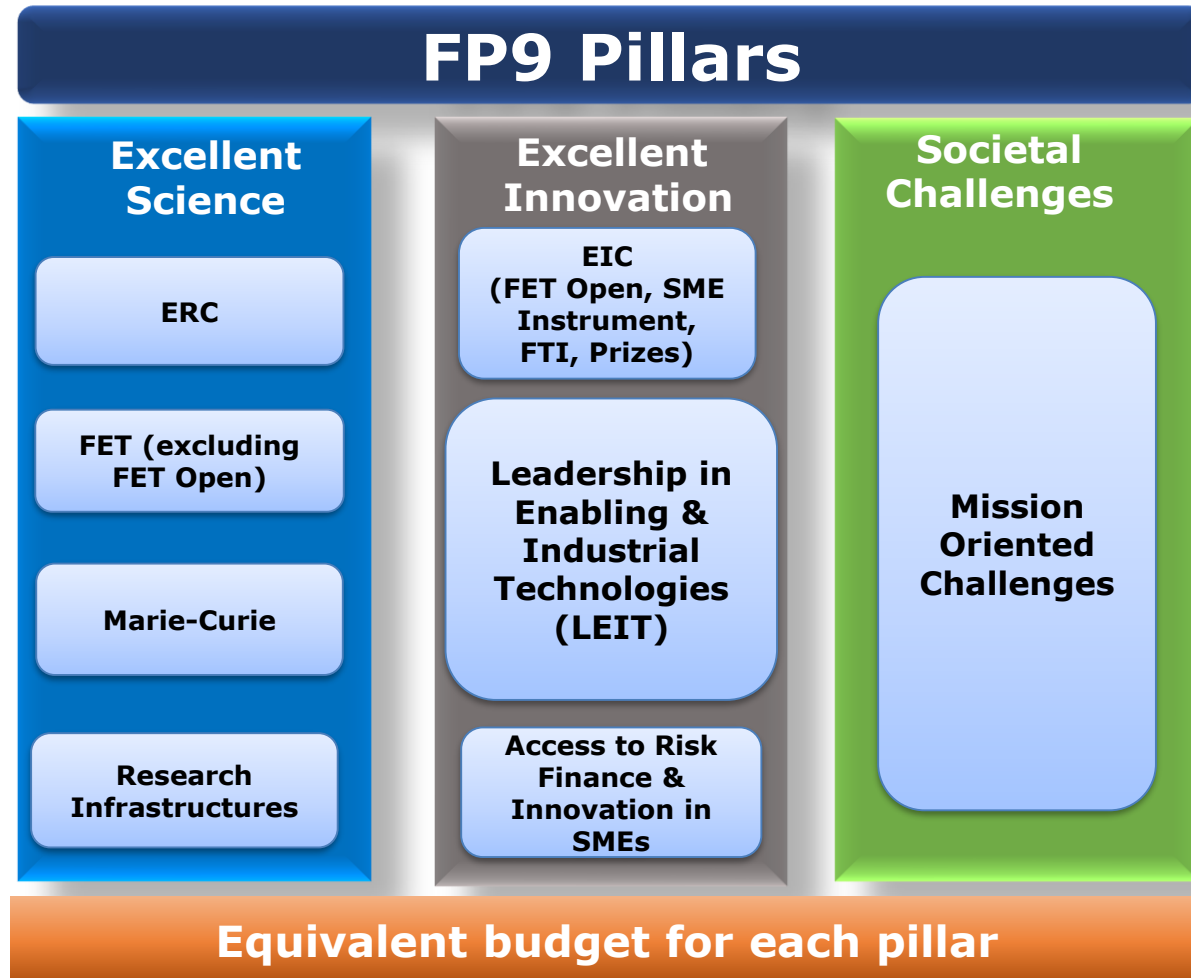 FP9 Pillars
Excellent
Science
ERC
FET (excluding
FET Open)
Marie-Curie
Research
Infrastructures
Excellent
Innovation
EIC
(FET Open, SME
Instrument,
FTI, Prizes)
Leadership in
Enabling &
Industrial
Technologies
(LEIT)
Access to Risk
Finance &
Innovation in
SMEs
Societal
Challenges
Mission
Oriented
Challenges
Equivalent budget for each pillar